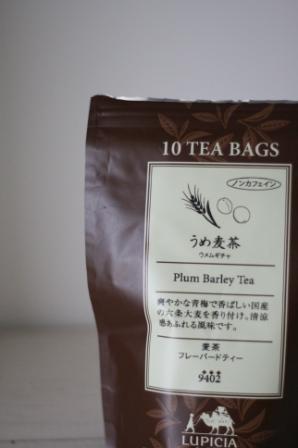 10 TEA BAGS
ノンカフェイン
うめ麦茶
ウメムギチャ
Plum Barley Tea
爽やかな青梅で香ばしい国産
の六条大麦を香り付け。清涼
感あふれる風味です。
麦茶
フレーバードティー
9402
LUPICIA